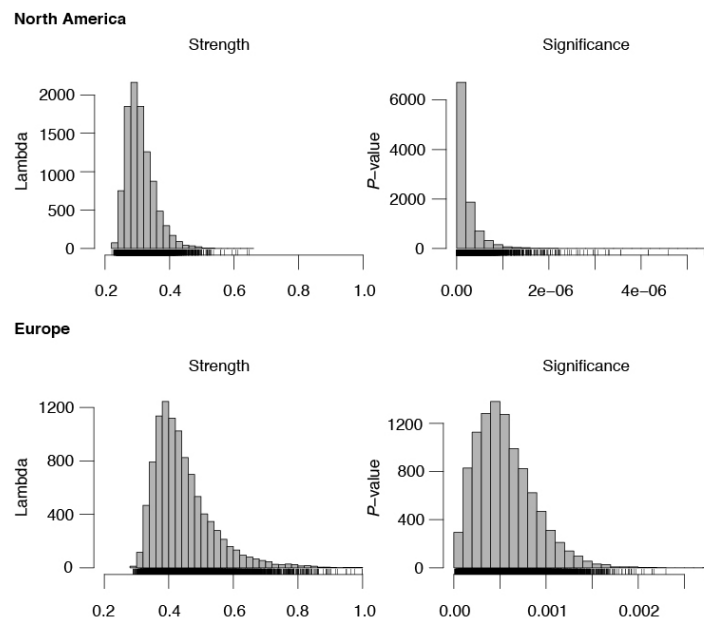 North America
Strength
Significance
Lambda
2000
1500
1000
500
0
0.2 0.4 0.6 0.8 1.0
P–value
6000
4000
2000
0
0.00 2e−06 4e−06
Europe
Strength
Significance
Lambda
1200
800
400
0
0.2 0.4 0.6 0.8 1.0
P–value
1200
800
400
0
0.00 0.001 0.002